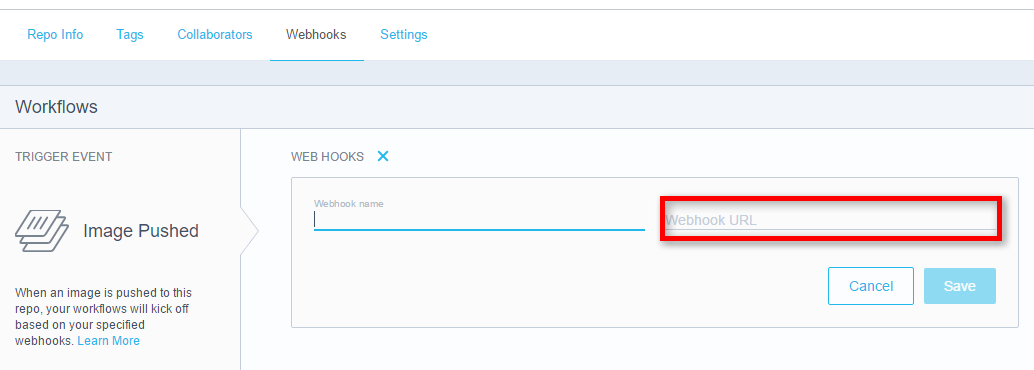 Repo Info Tags Collaborators Webhooks Settings
Workflows
TRIGGER EVENT
Image Pushed
When an image is pushed to this
repo, your workflows will kick off
based on your specified
webhooks. Learn More
WEB HOOKS
Webhook name
Webhook URL
Cancel Save